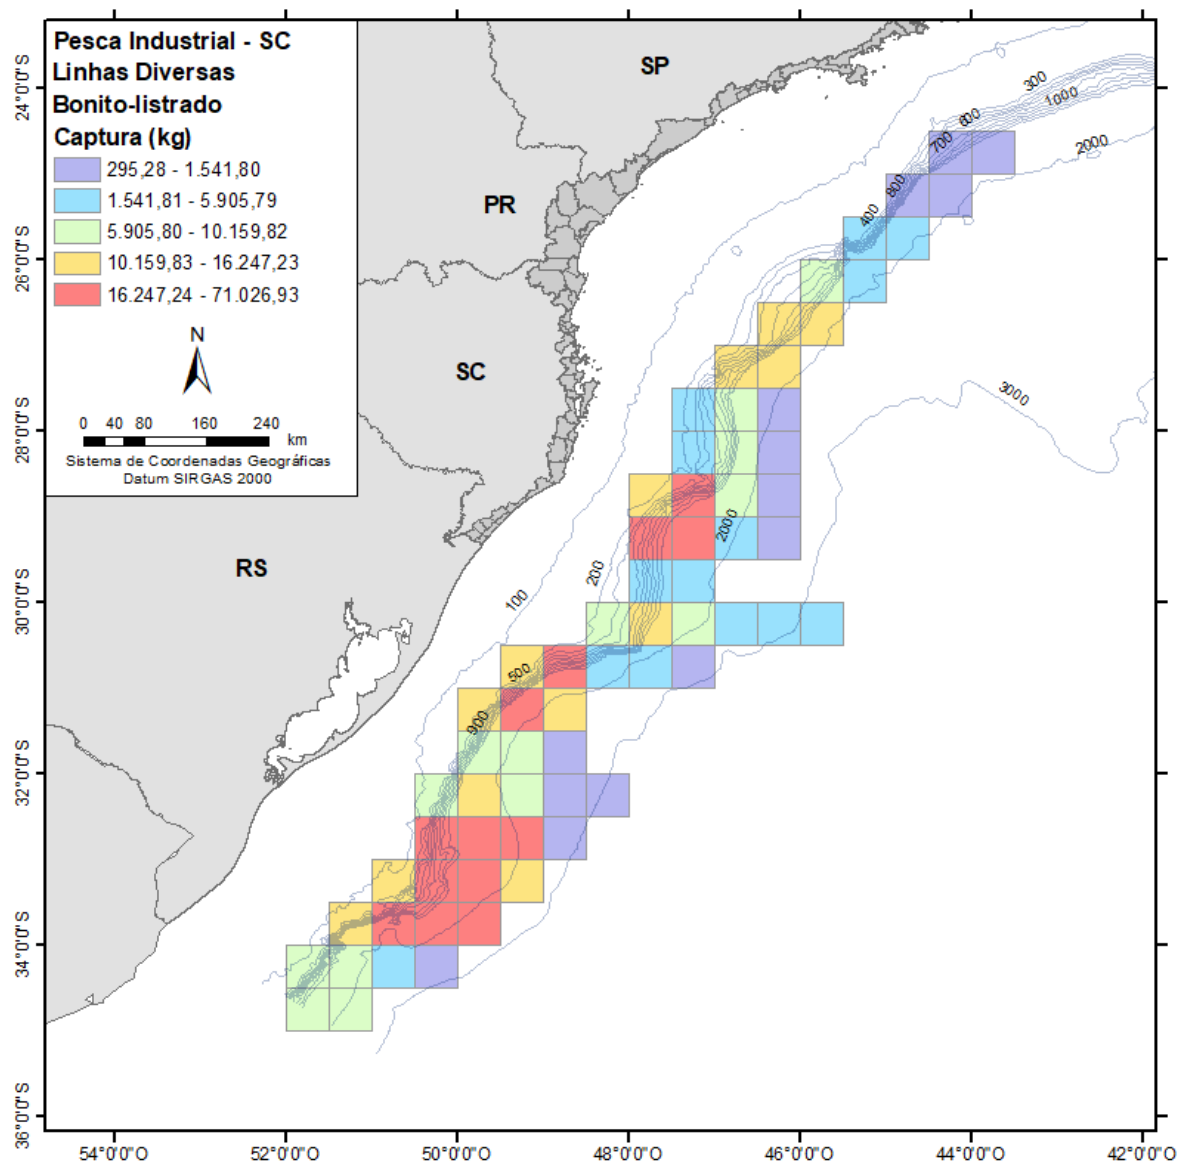 Pesca Industrial - SC
Linhas Diversas
Bonito-listrado
Captura (kg)
295,28 - 1.541,80
1.541,81 - 5.905,79
5.905,80 - 10.159,82
10.159,83 - 16.247,23
16.247,24 - 71.026,93
N
0 40 80 160 240 km
Sistema de Coordenadas Geográficas
Datum SIRGAS 2000
SP
PR
SC
RS
300
1000
600
700
2000
800
400
3000
2000
200
100
500
900
24°0'0"S
26°0'0"S
28°0'0"S
30°0'0"S
32°0'0"S
34°0'0"S
36°0'0"S
54°0'0"O
52°0'0"O
50°0'0"O
48°0'0"O
46°0'0"O
44°0'0"O
42°0'0"O